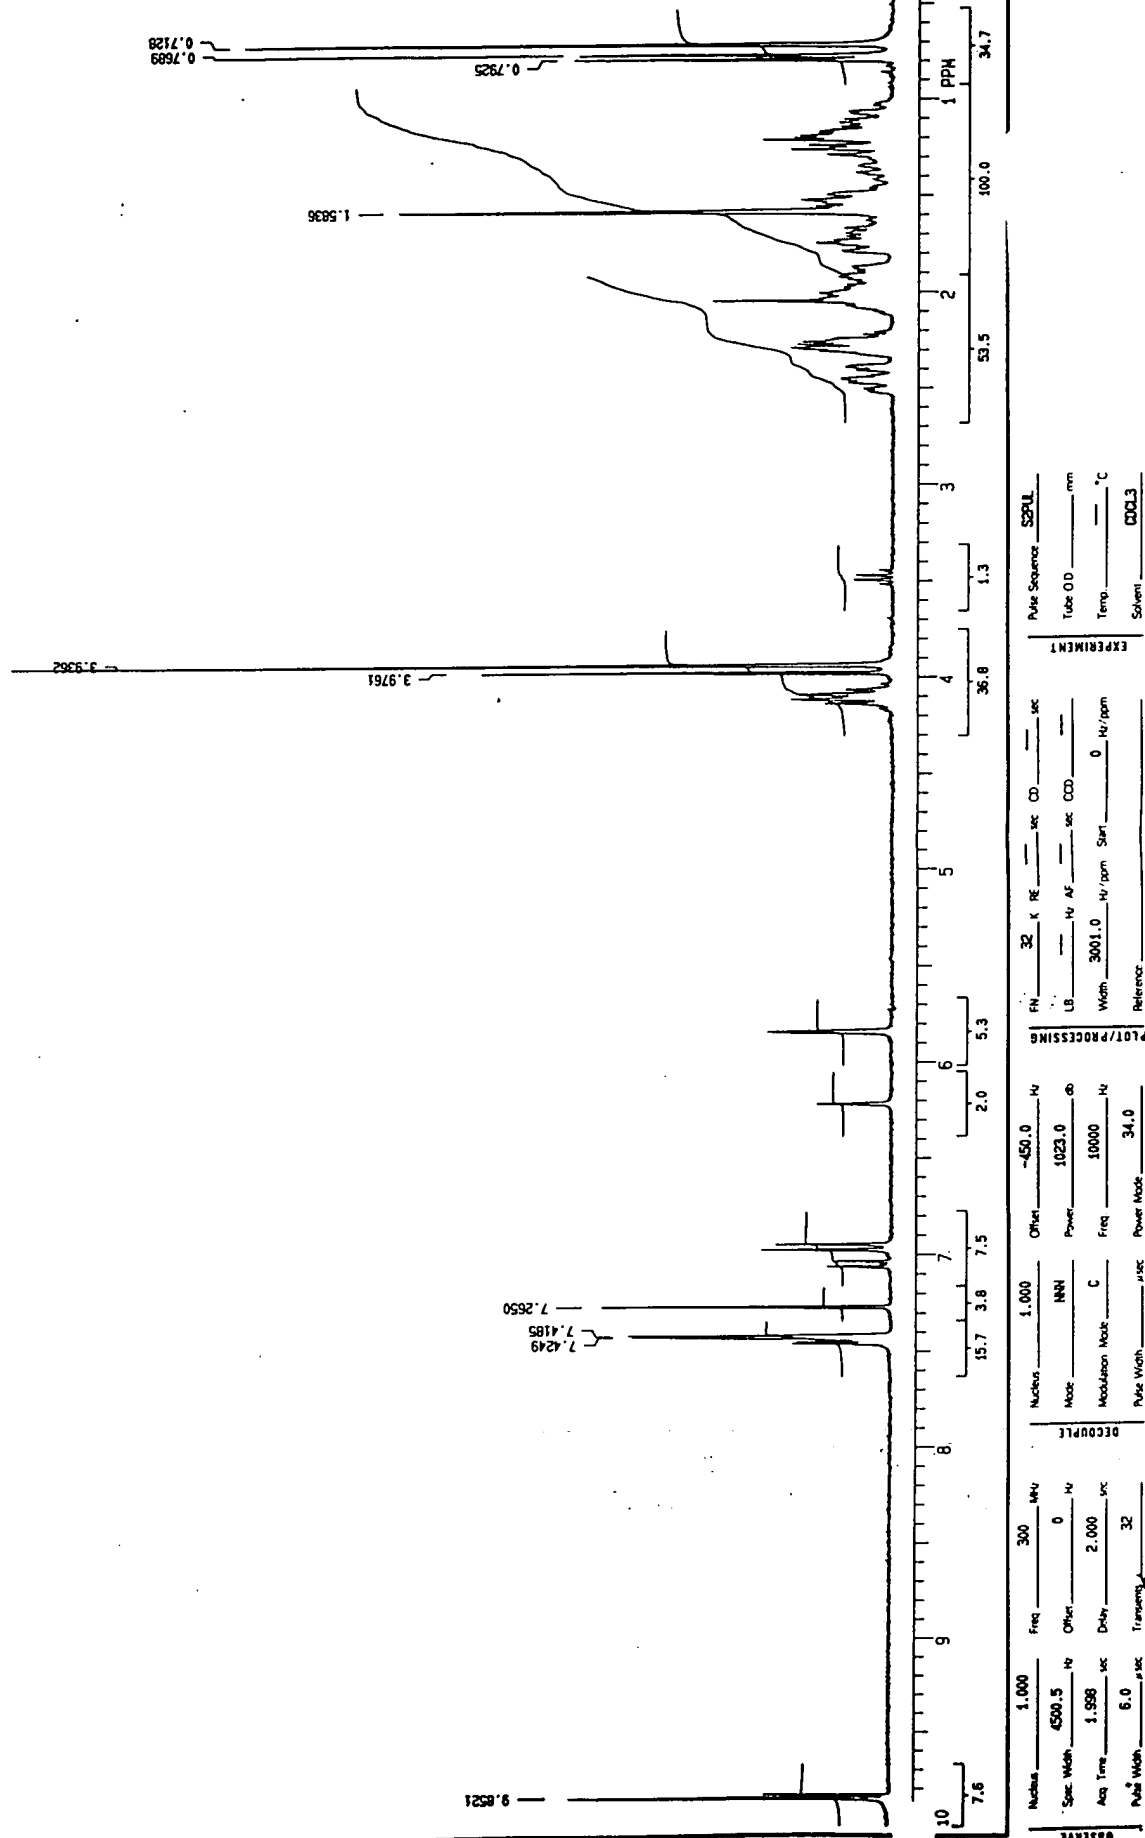 9.8521
7.4249
7.4185
7.2650
3.9761
3.9362
1.5836
0.7925
0.7689
0.7128
10 9 8 7 6 5 4 3 2 1 PPM
7.6 15.7 3.8 7.5 2.0 5.3 36.8 1.3 53.5 100.0 34.7
OBSERVE
Nucleus 1.000 Freq 300 MHz
Spec. Width 4500.5 Hz Offset 0 Hz
Acq Time 1.998 sec Delay 2.000 sec
Pulse Width 6.0 µsec Transients 32
DECOUPLE
Nucleus 1.000 Offset -450.0 Hz
Mode NNN Power 1023.0 db
Modulation Mode C Freq 10000 Hz
Pulse Width µsec Power Mode 34.0
PLOT/PROCESSING
FN 32 K RE — sec CD — sec
LB — Hz AF — sec CCD —
Width 3001.0 Hz/ppm Start 0 Hz/ppm
Reference
EXPERIMENT
Pulse Sequence S2PUL
Tube O.D. mm
Temp. — °C
Solvent CDCL3